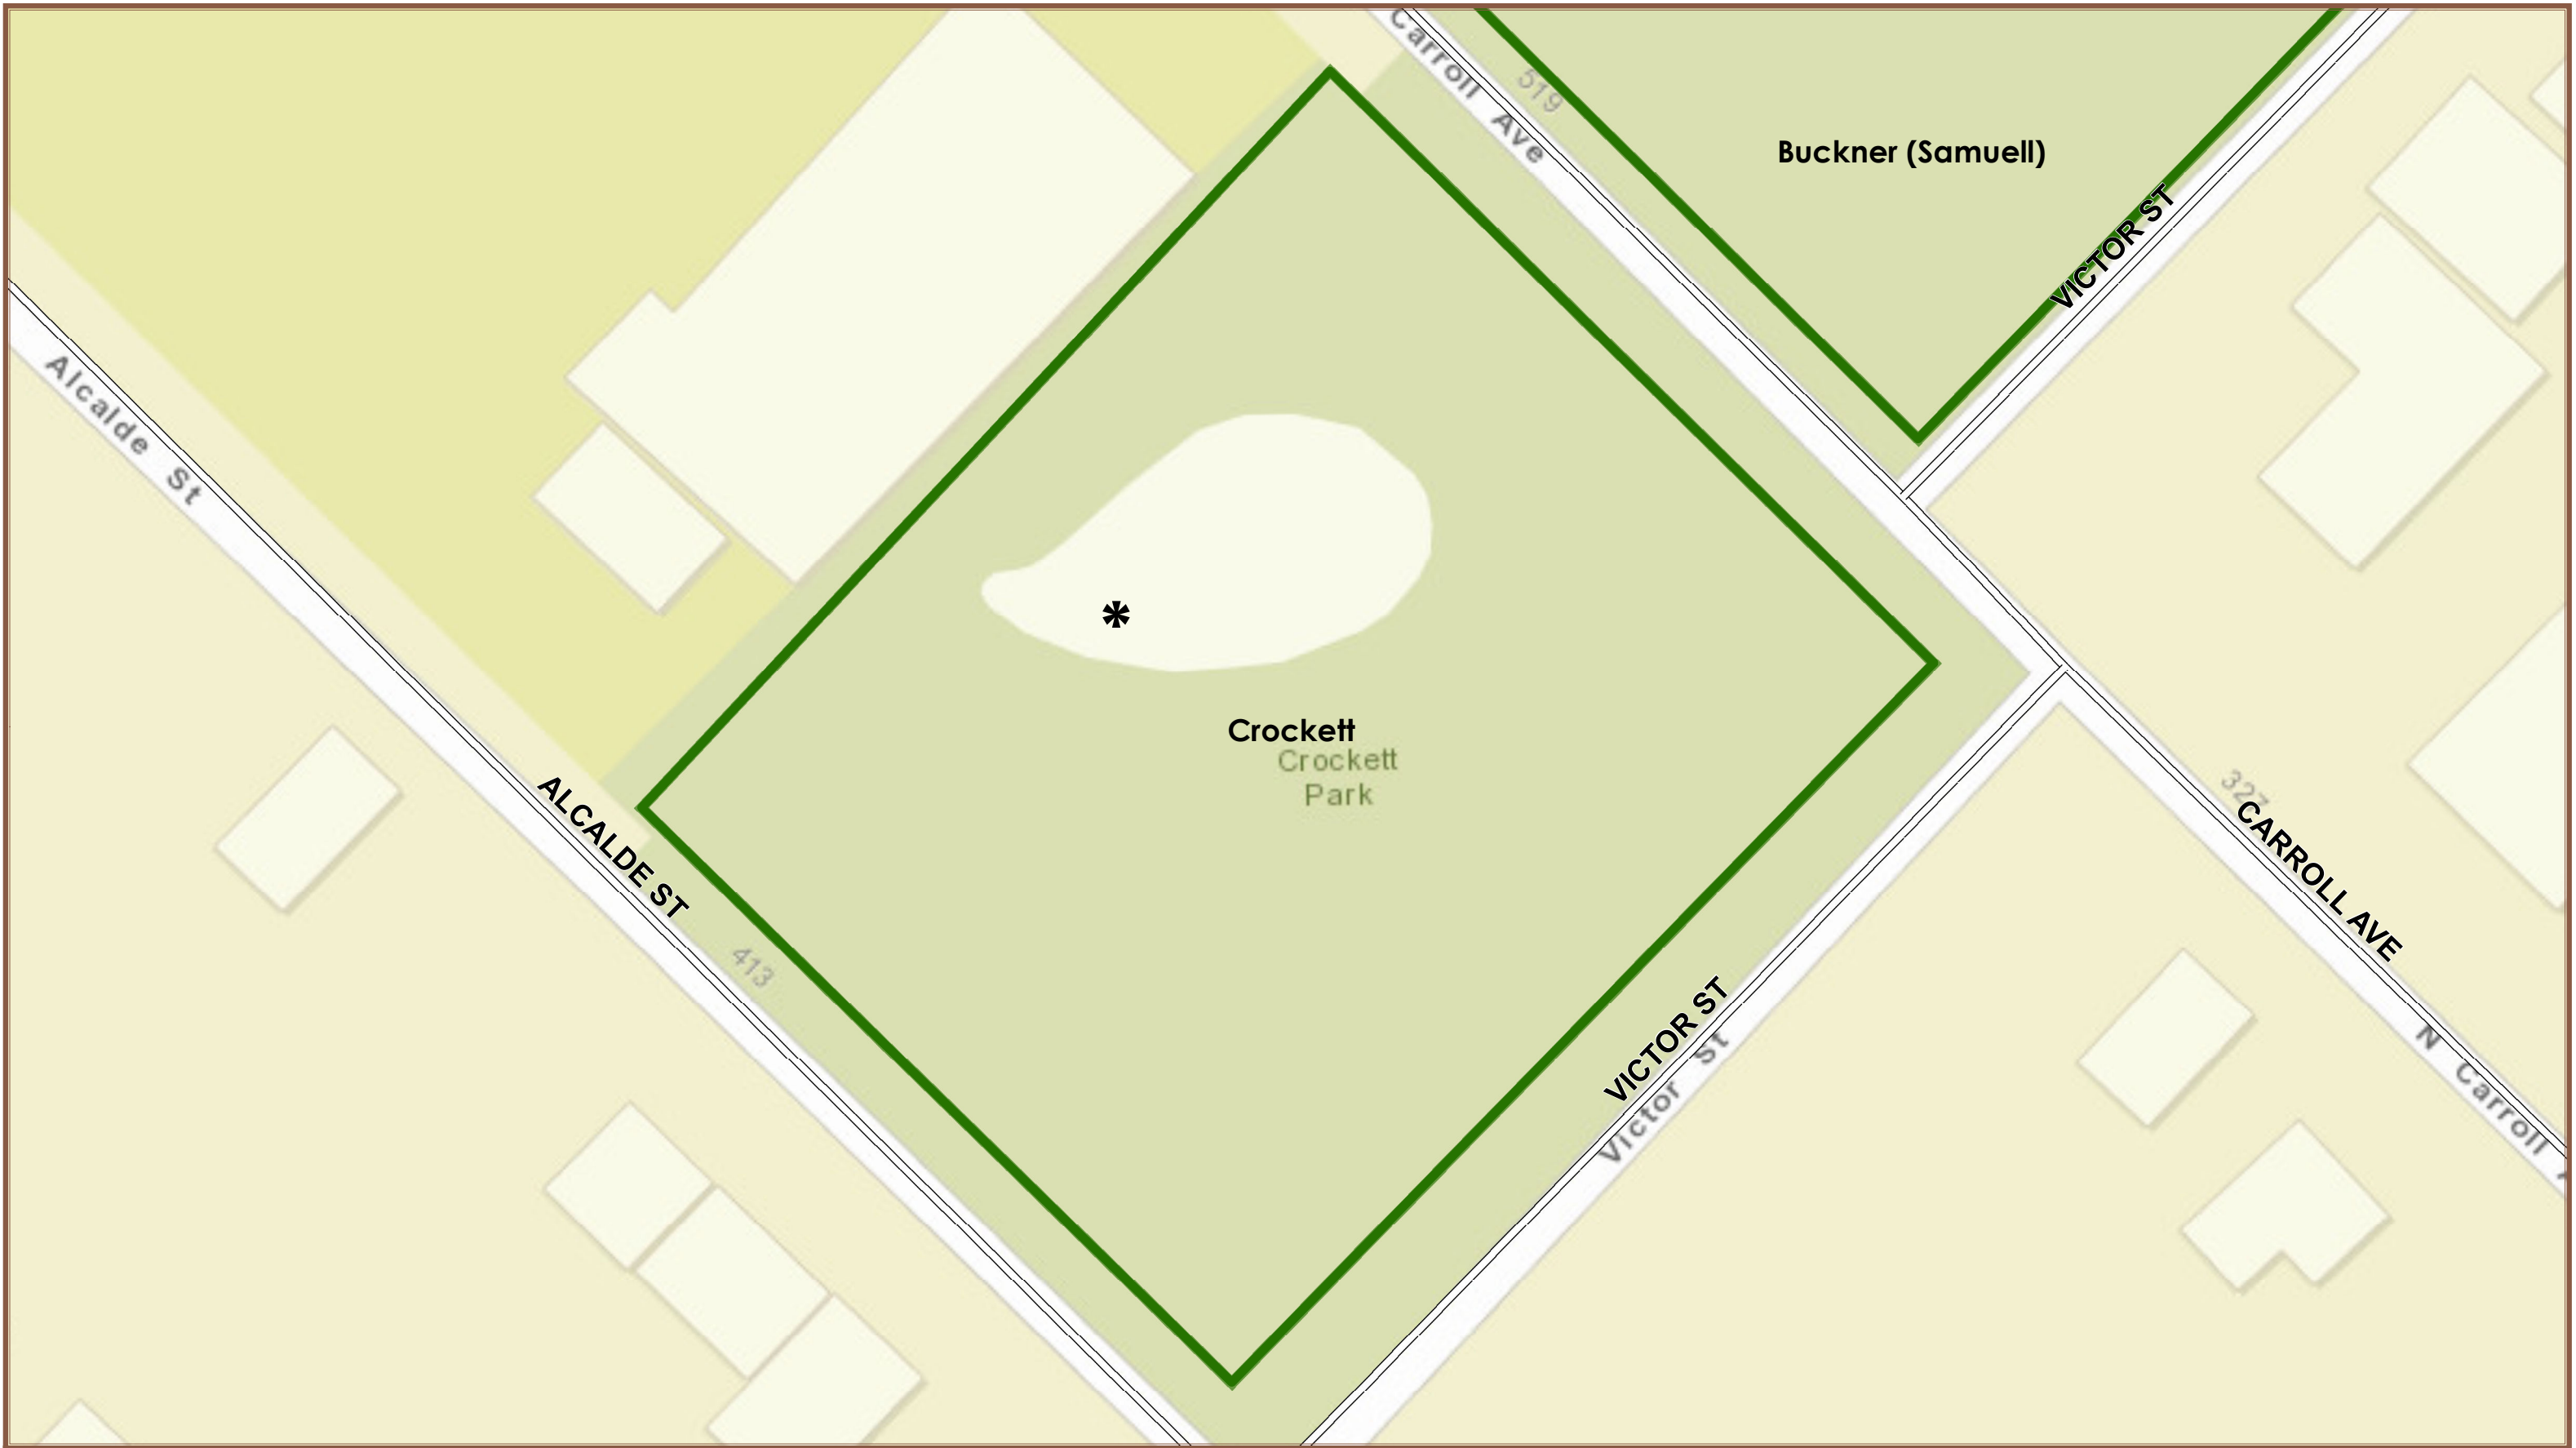 Carroll Ave
519
Buckner (Samuell)
VICTOR ST
Alcalde St
*
Crockett
Crockett
Park
ALCALDE ST
327
CARROLL AVE
413
VICTOR ST
Victor St
N Carroll